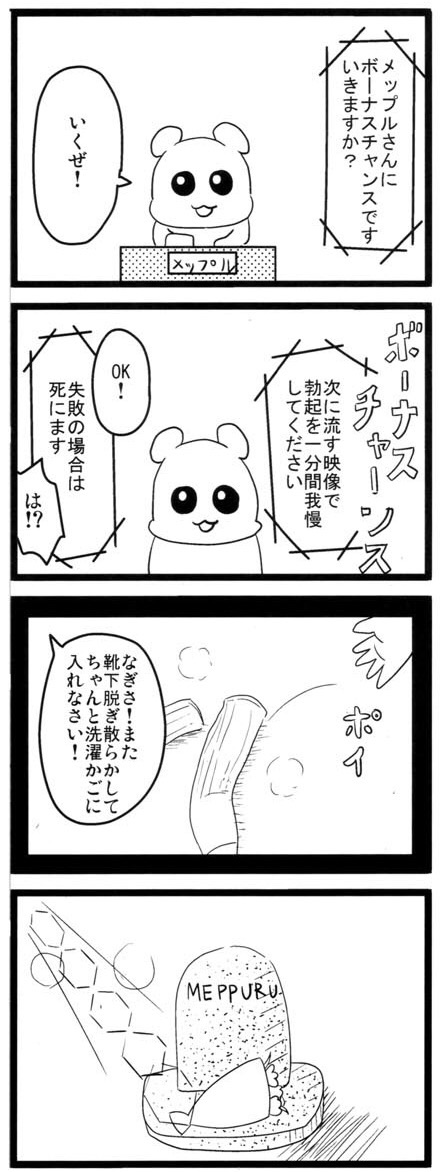 メップルさんに
ボーナスチャンスです
いきますか?
いくぜ!
メップル
ボーナス
チャーンス
次に流す映像で
勃起を一分間我慢
してください
OK!
失敗の場合は
死にます
は!?
ポイ
なぎさ!また
靴下脱ぎ散らかして
ちゃんと洗濯かごに
入れなさい!
MEPPURU